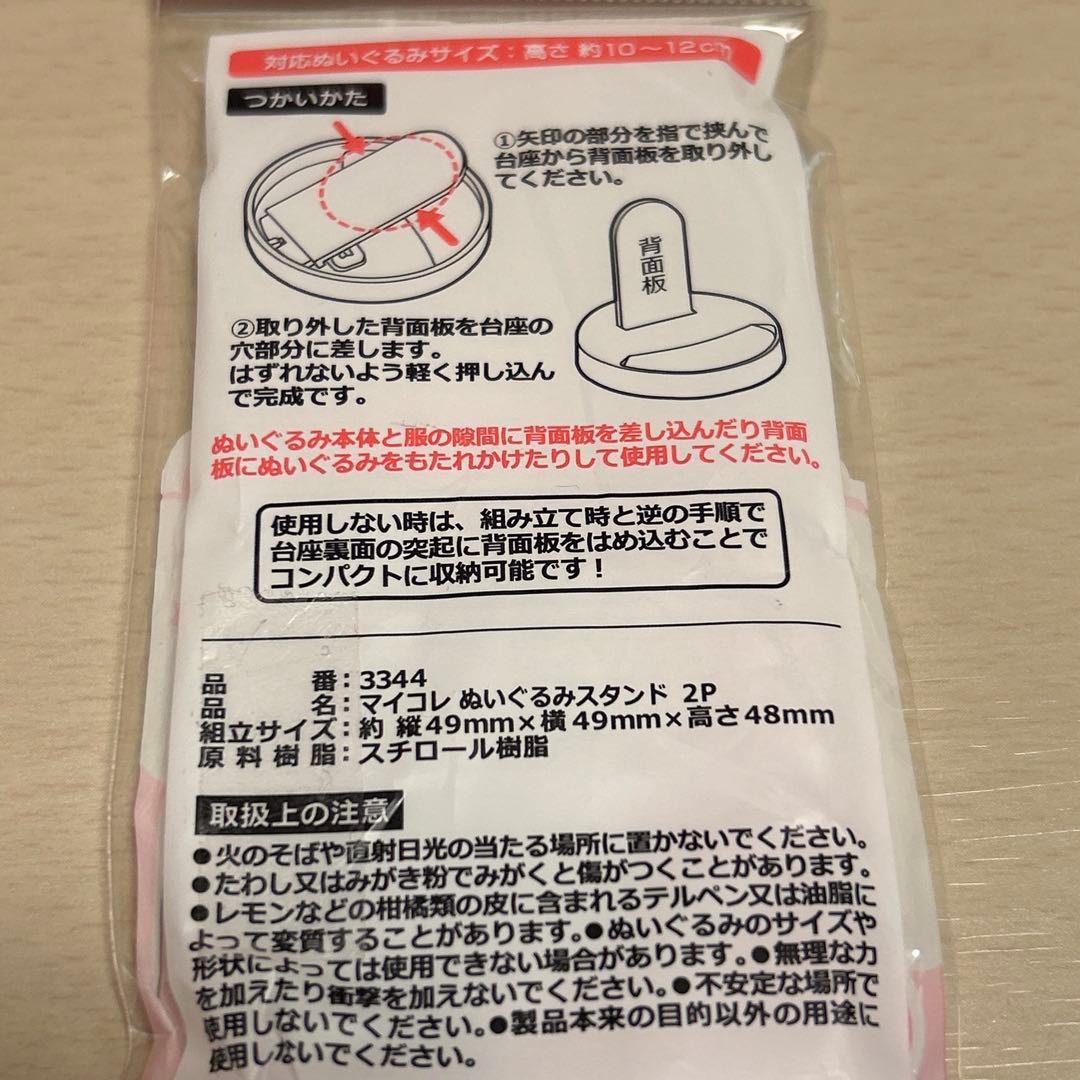 対応ぬいぐるみサイズ：高さ 約10～12cm
つかいかた
①矢印の部分を指で挟んで
台座から背面板を取り外し
てください。
背面板
②取り外した背面板を台座の
穴部分に差します。
はずれないよう軽く押し込ん
で完成です。
ぬいぐるみ本体と服の隙間に背面板を差し込んだり背面
板にぬいぐるみをもたれかけたりして使用してください。
使用しない時は、組み立て時と逆の手順で
台座裏面の突起に背面板をはめ込むことで
コンパクトに収納可能です！
品番：3344
品名：マイコレ ぬいぐるみスタンド 2P
組立サイズ：約 縦49mm×横49mm×高さ48mm
原料樹脂：スチロール樹脂
取扱上の注意
●火のそばや直射日光の当たる場所に置かないでください。
●たわし又はみがき粉でみがくと傷がつくことがあります。
●レモンなどの柑橘類の皮に含まれるテルペン又は油脂に
よって変質することがあります。●ぬいぐるみのサイズや
形状によっては使用できない場合があります。●無理な力
を加えたり衝撃を加えないでください。●不安定な場所で
使用しないでください。●製品本来の目的以外の用途に
使用しないでください。